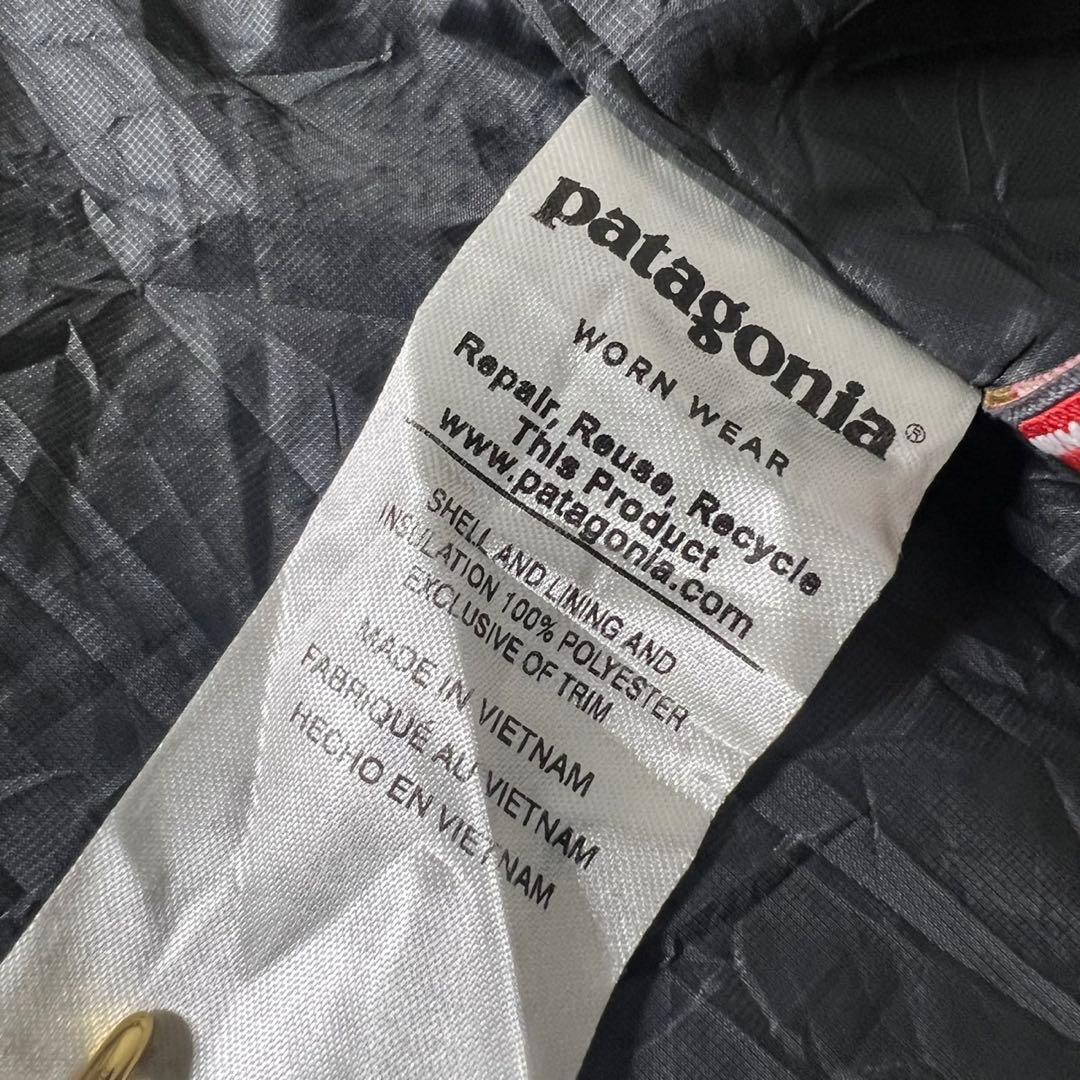 patagonia®
WORN WEAR
Repair, Reuse, Recycle
This Product
www.patagonia.com
SHELL AND LINING AND
INSULATION 100% POLYESTER
EXCLUSIVE OF TRIM
MADE IN VIETNAM
FABRIQUÉ AU VIETNAM
HECHO EN VIETNAM